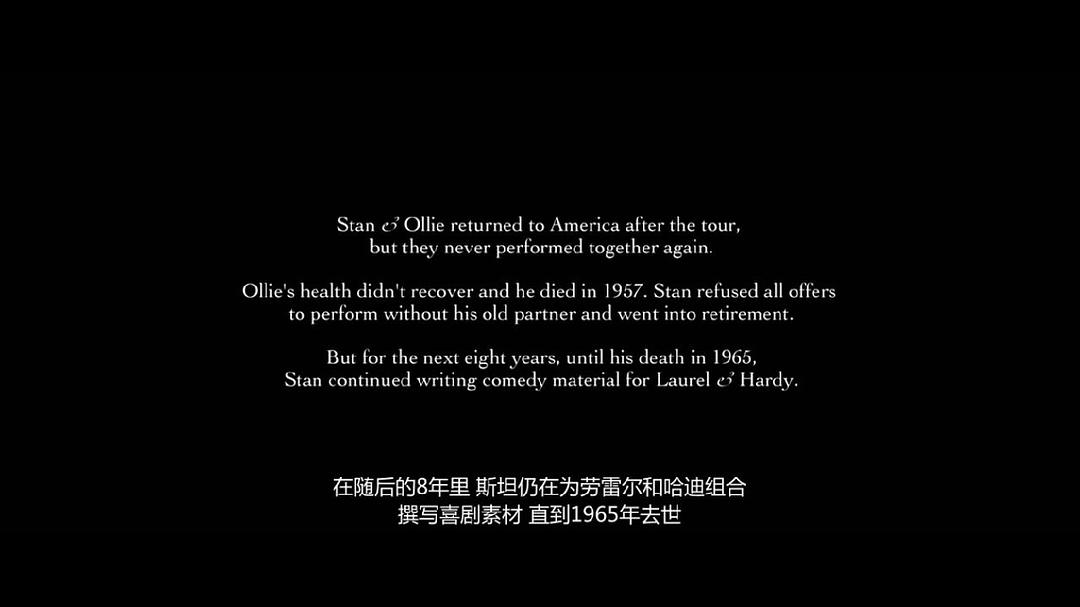 Stan & Ollie returned to America after the tour,
but they never performed together again.
Ollie's health didn't recover and he died in 1957. Stan refused all offers
to perform without his old partner and went into retirement.
But for the next eight years, until his death in 1965,
Stan continued writing comedy material for Laurel & Hardy.
在随后的8年里 斯坦仍在为劳雷尔和哈迪组合
撰写喜剧素材 直到1965年去世